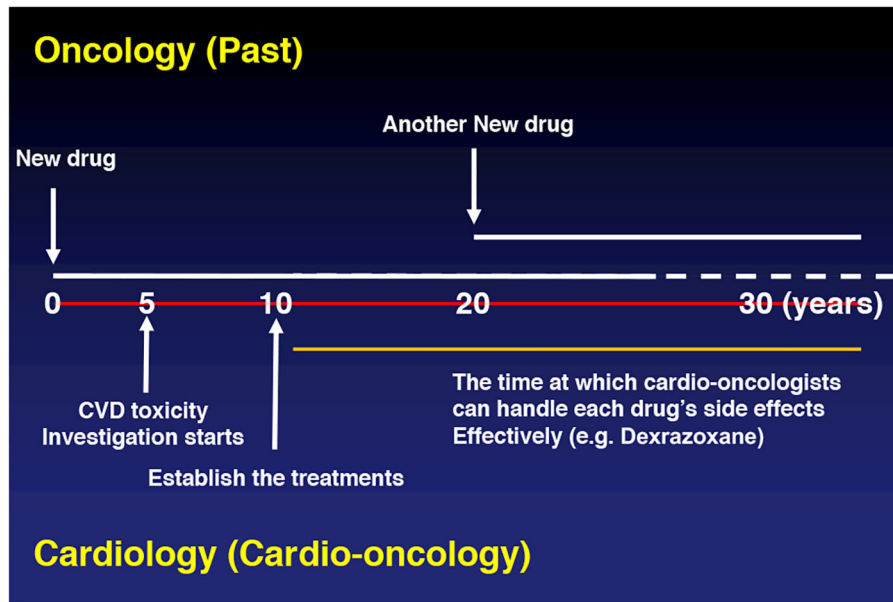 Oncology (Past)
Another New drug
New drug
0 5 10 20 30 (years)
CVD toxicity
Investigation starts
The time at which cardio-oncologists
can handle each drug's side effects
Effectively (e.g. Dexrazoxane)
Establish the treatments
Cardiology (Cardio-oncology)